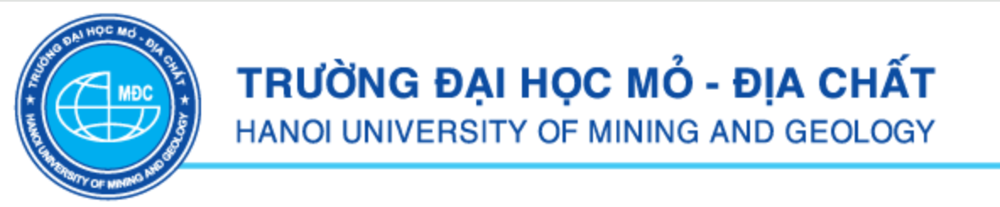 TRƯỜNG ĐẠI HỌC MỎ - ĐỊA CHẤT
MĐC
HANOI UNIVERSITY OF MINING AND GEOLOGY
TRƯỜNG ĐẠI HỌC MỎ - ĐỊA CHẤT
HANOI UNIVERSITY OF MINING AND GEOLOGY